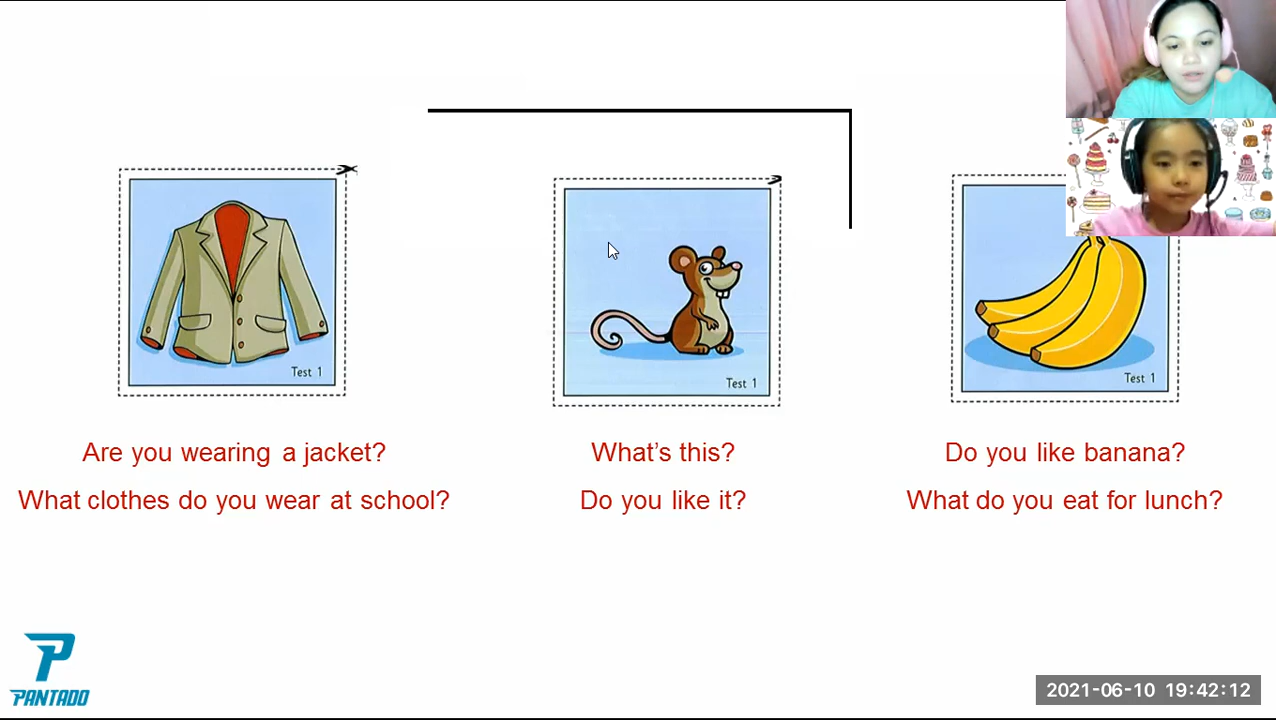 Test 1
Test 1
Test 1
Are you wearing a jacket?
What clothes do you wear at school?
What's this?
Do you like it?
Do you like banana?
What do you eat for lunch?
PANTADO
2021-06-10 19:42:12